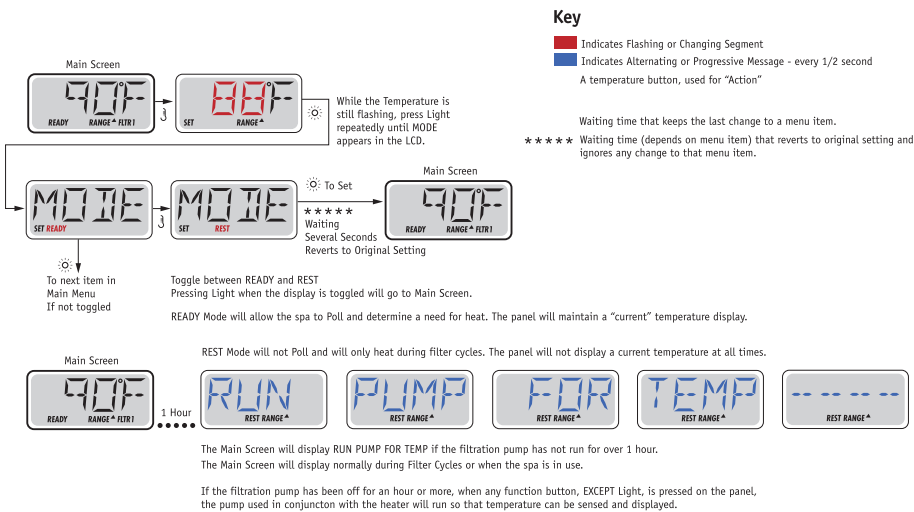 Key
Indicates Flashing or Changing Segment
Indicates Alternating or Progressive Message - every 1/2 second
A temperature button, used for “Action”
Waiting time that keeps the last change to a menu item.
***** Waiting time (depends on menu item) that reverts to original setting and
ignores any change to that menu item.
Main Screen
90°F
READY RANGE FLTR1
88°F
SET RANGE
While the Temperature is
still flashing, press Light
repeatedly until MODE
appears in the LCD.
MODE
SET READY
MODE
SET REST
To Set
*****
Waiting
Several Seconds
Reverts to Original Setting
Main Screen
90°F
READY RANGE FLTR1
To next item in
Main Menu
If not toggled
Toggle between READY and REST
Pressing Light when the display is toggled will go to Main Screen.
READY Mode will allow the spa to Poll and determine a need for heat. The panel will maintain a “current” temperature display.
REST Mode will not Poll and will only heat during filter cycles. The panel will not display a current temperature at all times.
Main Screen
90°F
READY RANGE FLTR1
1 Hour
RUN
REST RANGE
PUMP
REST RANGE
FOR
REST RANGE
TEMP
REST RANGE
-- -- -- --
REST RANGE
The Main Screen will display RUN PUMP FOR TEMP if the filtration pump has not run for over 1 hour.
The Main Screen will display normally during Filter Cycles or when the spa is in use.
If the filtration pump has been off for an hour or more, when any function button, EXCEPT Light, is pressed on the panel,
the pump used in conjuncton with the heater will run so that temperature can be sensed and displayed.